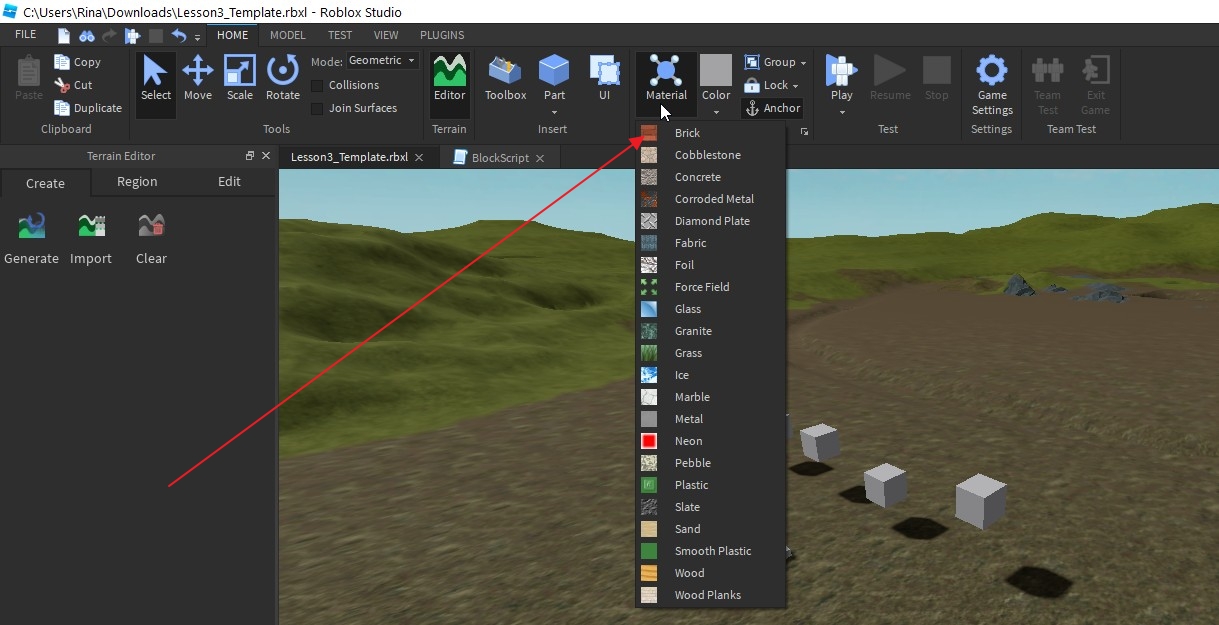 C:\Users\Rina\Downloads\Lesson3_Template.rbxl - Roblox Studio
FILE HOME MODEL TEST VIEW PLUGINS
Paste
Copy
Cut
Duplicate
Clipboard
Select Move Scale Rotate
Mode: Geometric
Collisions
Join Surfaces
Tools
Editor
Terrain
Toolbox Part UI
Insert
Material Color
Group
Lock
Anchor
Play Resume Stop
Test
Game
Settings
Settings
Team
Test
Exit
Game
Team Test
Terrain Editor
Lesson3_Template.rbxl
BlockScript
Create Region Edit
Generate Import Clear
Brick
Cobblestone
Concrete
Corroded Metal
Diamond Plate
Fabric
Foil
Force Field
Glass
Granite
Grass
Ice
Marble
Metal
Neon
Pebble
Plastic
Slate
Sand
Smooth Plastic
Wood
Wood Planks